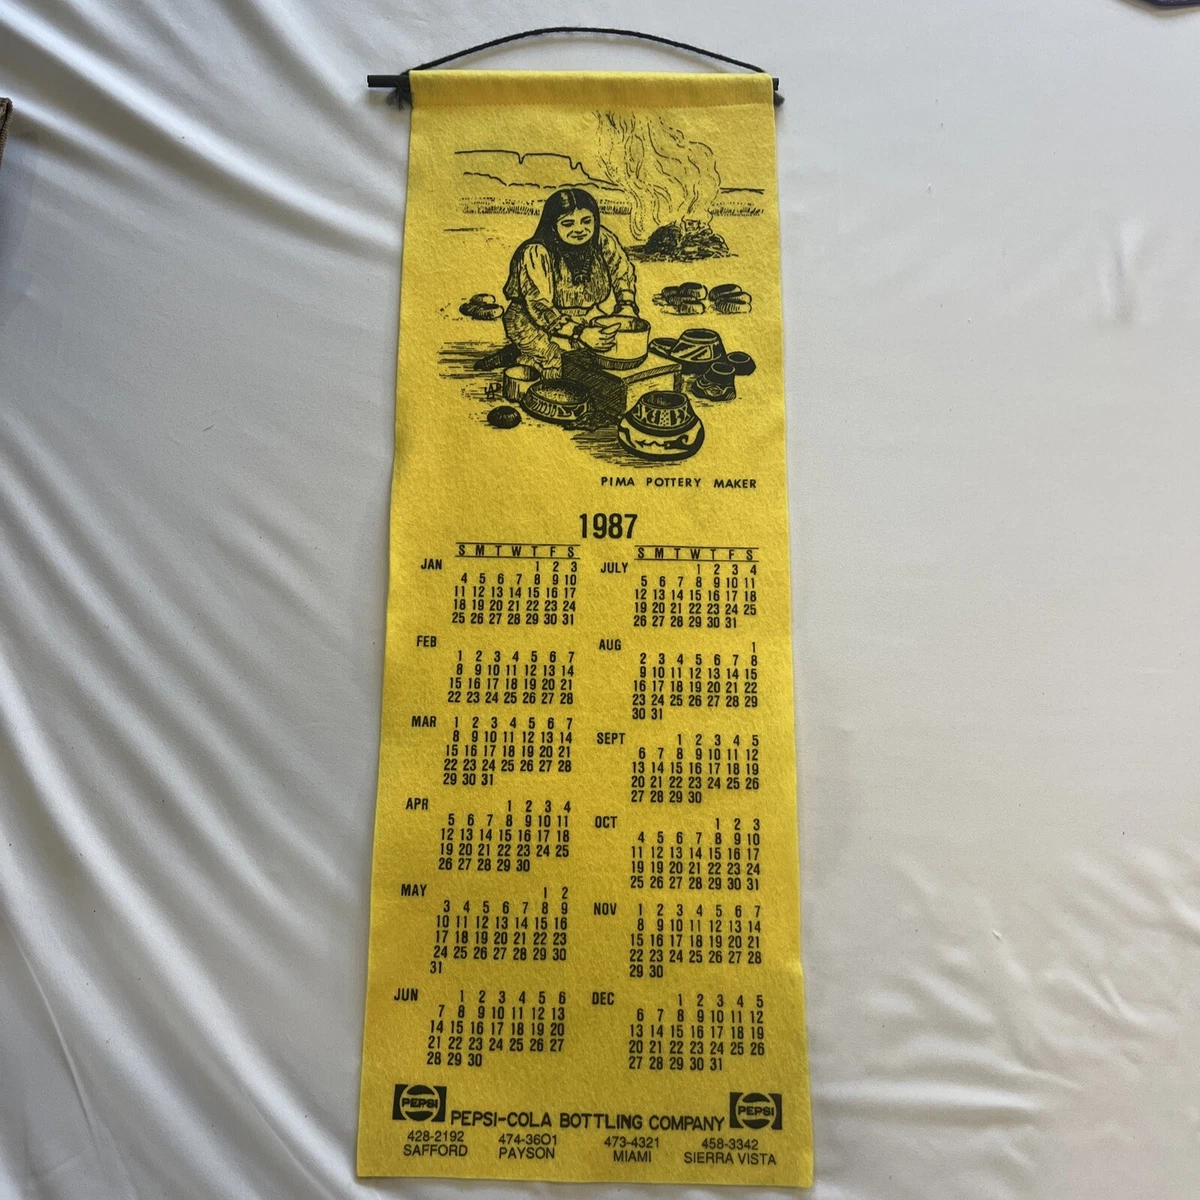 PIMA POTTERY MAKER
1987
S M T W T F S
JAN 1 2 3
4 5 6 7 8 9 10
11 12 13 14 15 16 17
18 19 20 21 22 23 24
25 26 27 28 29 30 31
FEB
1 2 3 4 5 6 7
8 9 10 11 12 13 14
15 16 17 18 19 20 21
22 23 24 25 26 27 28
MAR 1 2 3 4 5 6 7
8 9 10 11 12 13 14
15 16 17 18 19 20 21
22 23 24 25 26 27 28
29 30 31
APR 1 2 3 4
5 6 7 8 9 10 11
12 13 14 15 16 17 18
19 20 21 22 23 24 25
26 27 28 29 30
MAY 1 2
3 4 5 6 7 8 9
10 11 12 13 14 15 16
17 18 19 20 21 22 23
24 25 26 27 28 29 30
31
JUN 1 2 3 4 5 6
7 8 9 10 11 12 13
14 15 16 17 18 19 20
21 22 23 24 25 26 27
28 29 30
S M T W T F S
JULY 1 2 3 4
5 6 7 8 9 10 11
12 13 14 15 16 17 18
19 20 21 22 23 24 25
26 27 28 29 30 31
AUG 1
2 3 4 5 6 7 8
9 10 11 12 13 14 15
16 17 18 19 20 21 22
23 24 25 26 27 28 29
30 31
SEPT 1 2 3 4 5
6 7 8 9 10 11 12
13 14 15 16 17 18 19
20 21 22 23 24 25 26
27 28 29 30
OCT 1 2 3
4 5 6 7 8 9 10
11 12 13 14 15 16 17
19 19 20 21 22 23 24
25 26 27 28 29 30 31
NOV 1 2 3 4 5 6 7
8 9 10 11 12 13 14
15 16 17 18 19 20 21
22 23 24 25 26 27 28
29 30
DEC 1 2 3 4 5
6 7 8 9 10 11 12
13 14 15 16 17 18 19
20 21 22 23 24 25 26
27 28 29 30 31
PEPSI PEPSI-COLA BOTTLING COMPANY PEPSI
428-2192 474-3601 473-4321 458-3342
SAFFORD PAYSON MIAMI SIERRA VISTA